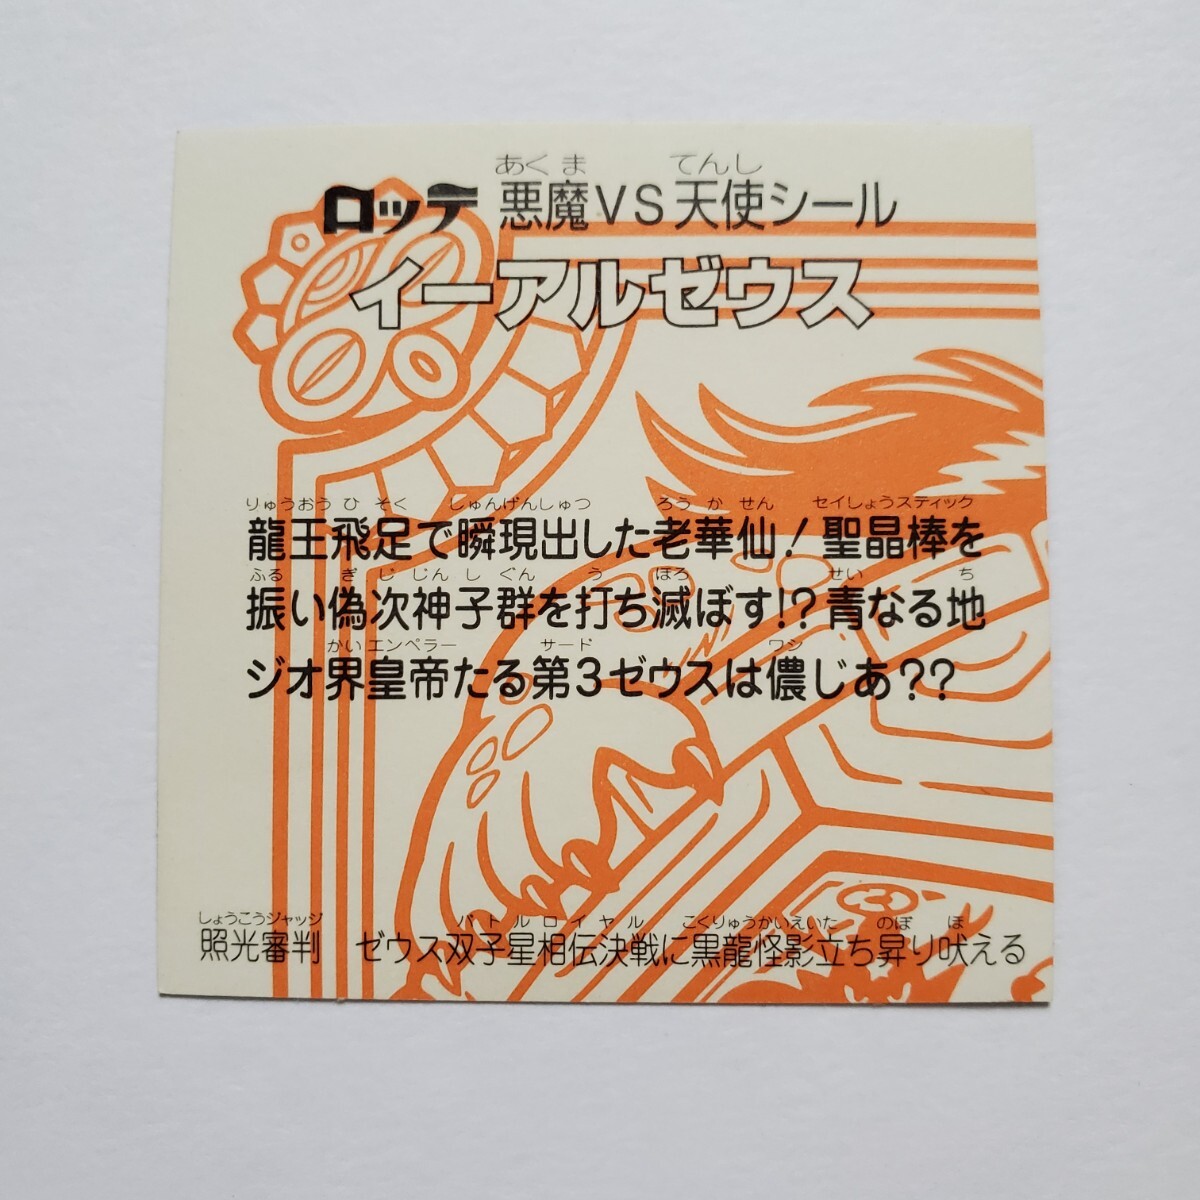 あくま てんし
ロッテ 悪魔VS天使シール
イーアルゼウス
りゅうおう ひ そく しゅんげんしゅつ ろう か せん セイしょうスティック
龍王飛足で瞬現出した老華仙！聖晶棒を
ふる ぎ じ じん し ぐん う ほろ せい ち
振い偽次神子群を打ち滅ぼす!?青なる地
かい エンペラー サード ワシ
ジオ界皇帝たる第3ゼウスは儂じあ??
しょうこうジャッジ バトルロイヤル こくりゅうかいえいた のぼ ほ
照光審判 ゼウス双子星相伝決戦に黒龍怪影立ち昇り吠える